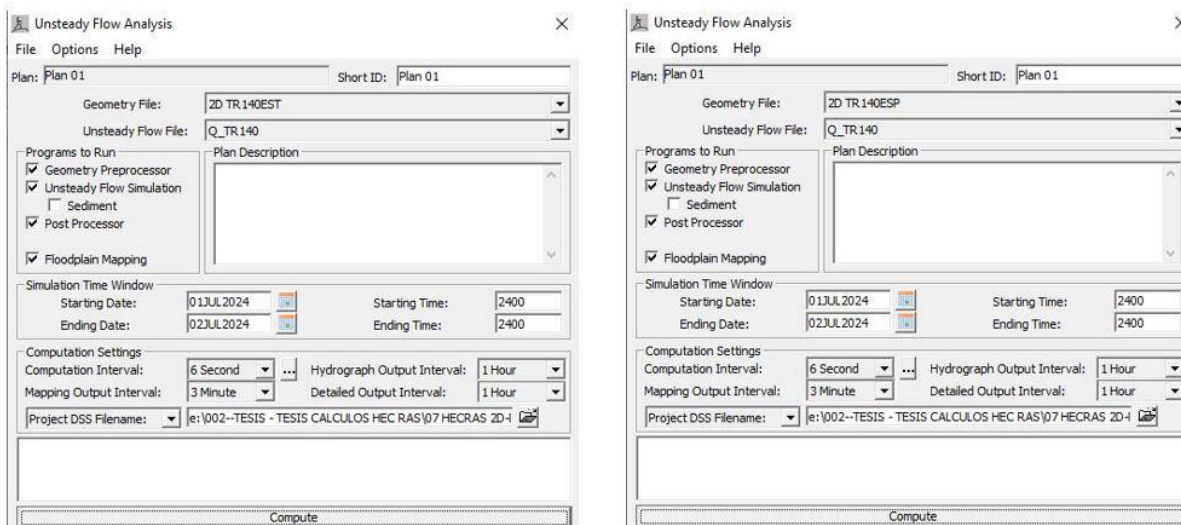 Unsteady Flow Analysis
File Options Help
Plan: Plan 01 Short ID: Plan 01
Geometry File: 2D TR140EST
Unsteady Flow File: Q_TR140
Programs to Run Plan Description
Geometry Preprocessor
Unsteady Flow Simulation
Sediment
Post Processor
Floodplain Mapping
Simulation Time Window
Starting Date: 01JUL2024 Starting Time: 2400
Ending Date: 02JUL2024 Ending Time: 2400
Computation Settings
Computation Interval: 6 Second ... Hydrograph Output Interval: 1 Hour
Mapping Output Interval: 3 Minute Detailed Output Interval: 1 Hour
Project DSS Filename: e:\002--TESIS - TESIS CALCULOS HEC RAS\07 HECRAS 2D-
Compute
Unsteady Flow Analysis
File Options Help
Plan: Plan 01 Short ID: Plan 01
Geometry File: 2D TR140ESP
Unsteady Flow File: Q_TR140
Programs to Run Plan Description
Geometry Preprocessor
Unsteady Flow Simulation
Sediment
Post Processor
Floodplain Mapping
Simulation Time Window
Starting Date: 01JUL2024 Starting Time: 2400
Ending Date: 02JUL2024 Ending Time: 2400
Computation Settings
Computation Interval: 6 Second ... Hydrograph Output Interval: 1 Hour
Mapping Output Interval: 3 Minute Detailed Output Interval: 1 Hour
Project DSS Filename: e:\002--TESIS - TESIS CALCULOS HEC RAS\07 HECRAS 2D-
Compute